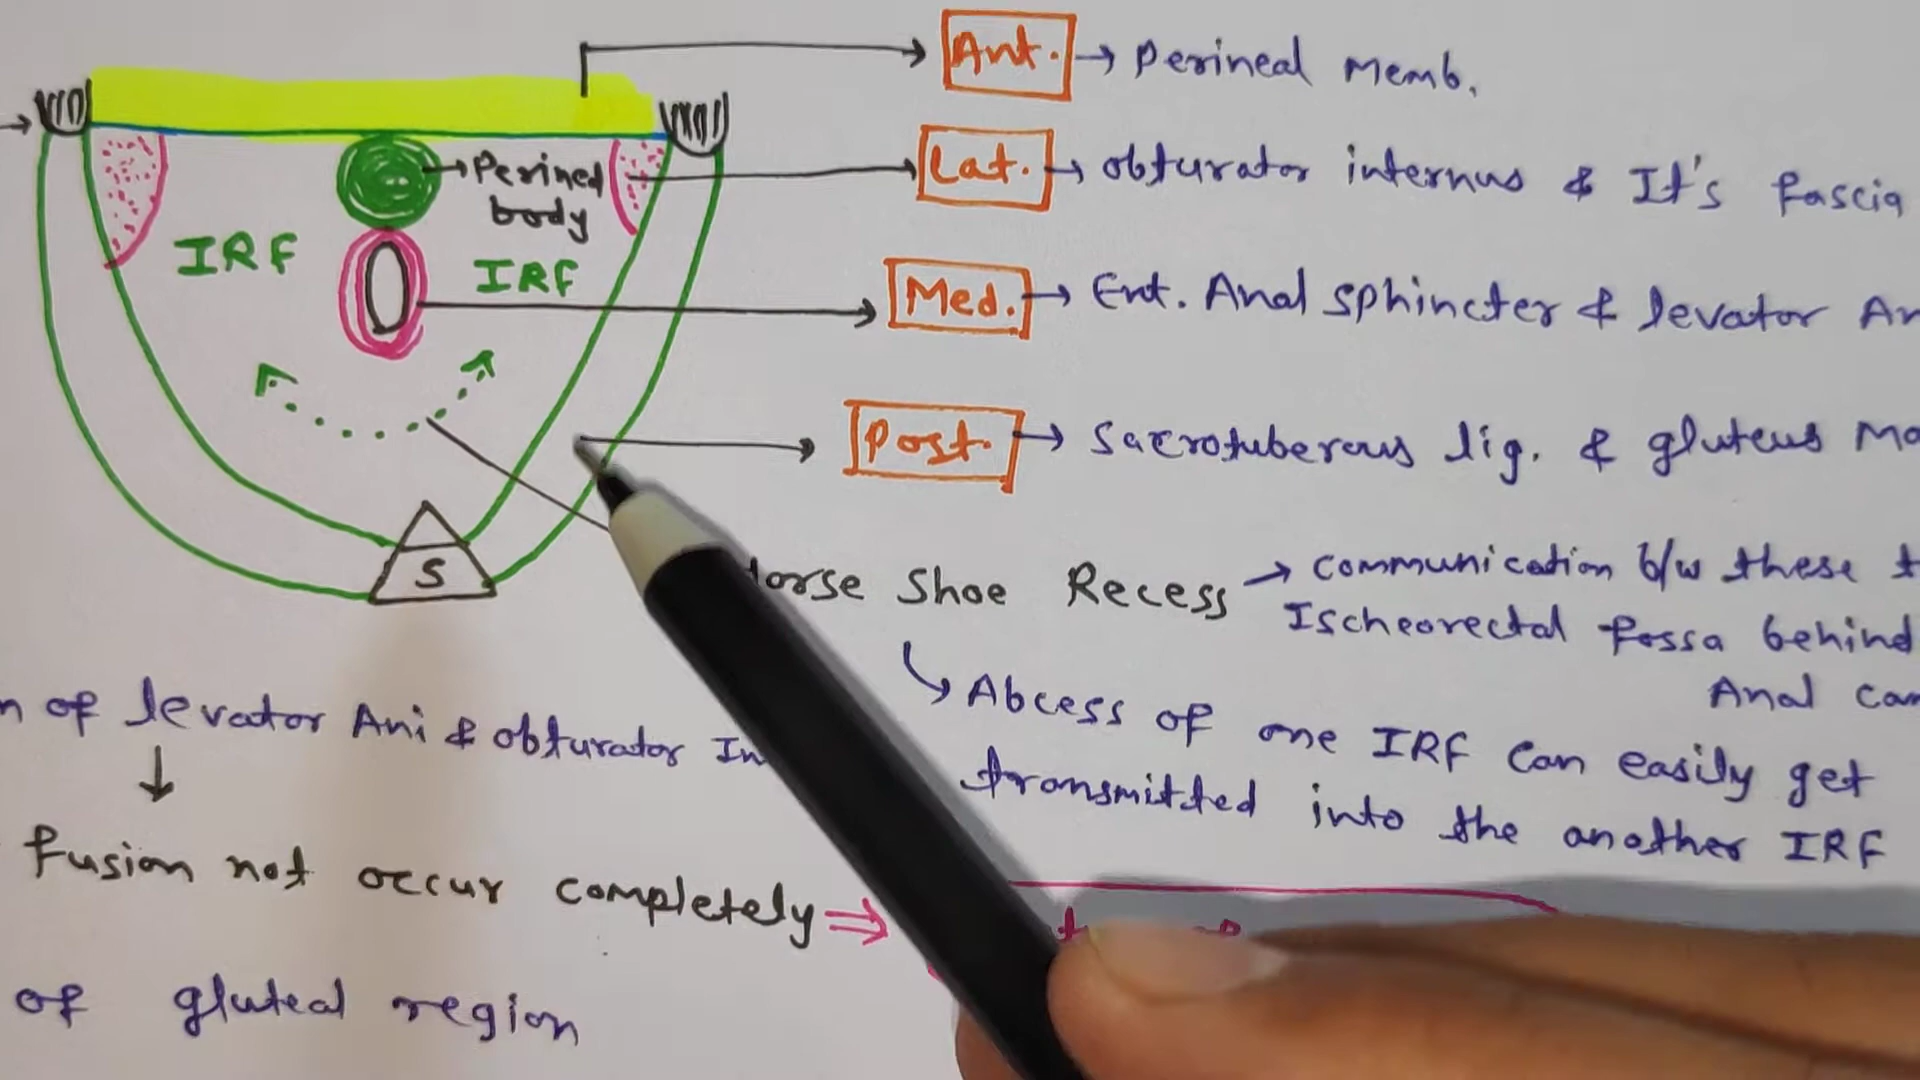 Ant. → Perineal Memb.
Lat. → obturator internus & It's fascia
Perineal
body
IRF
IRF
Med. → Ext. Anal sphincter & levator
Post. → Sacrotuberous lig. & gluteus
S
Shoe Recess → communication b/w these
Ischeorectal fossa behind
Anal
Abcess of one IRF can easily get
transmitted into the another IRF
of levator Ani & obturator
↓
fusion not occur completely ⇒
of gluteal region